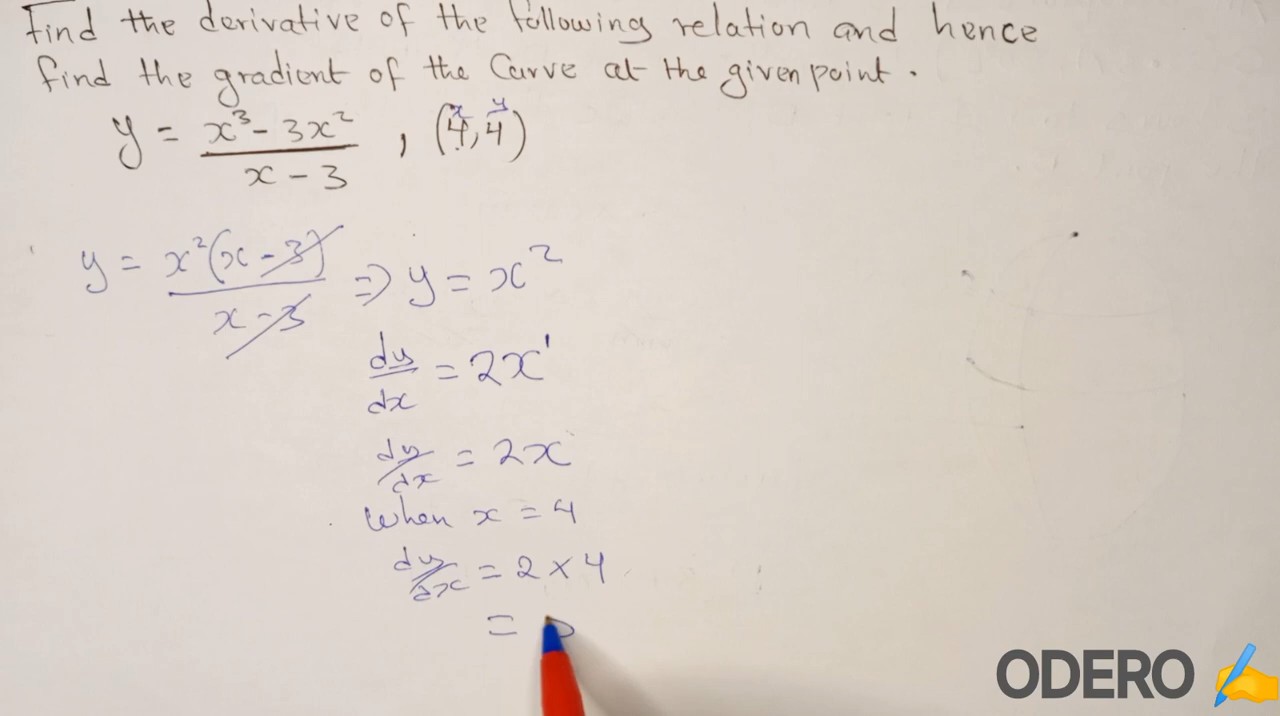 Find the derivative of the following relation and hence
find the gradient of the curve at the given point.
x y
y = x³ - 3x² / x - 3 , (4,4)
y = x²(x - 3) / x - 3 ⇒ y = x²
dy/dx = 2x¹
dy/dx = 2x
when x = 4
dy/dx = 2 × 4
=
ODERO